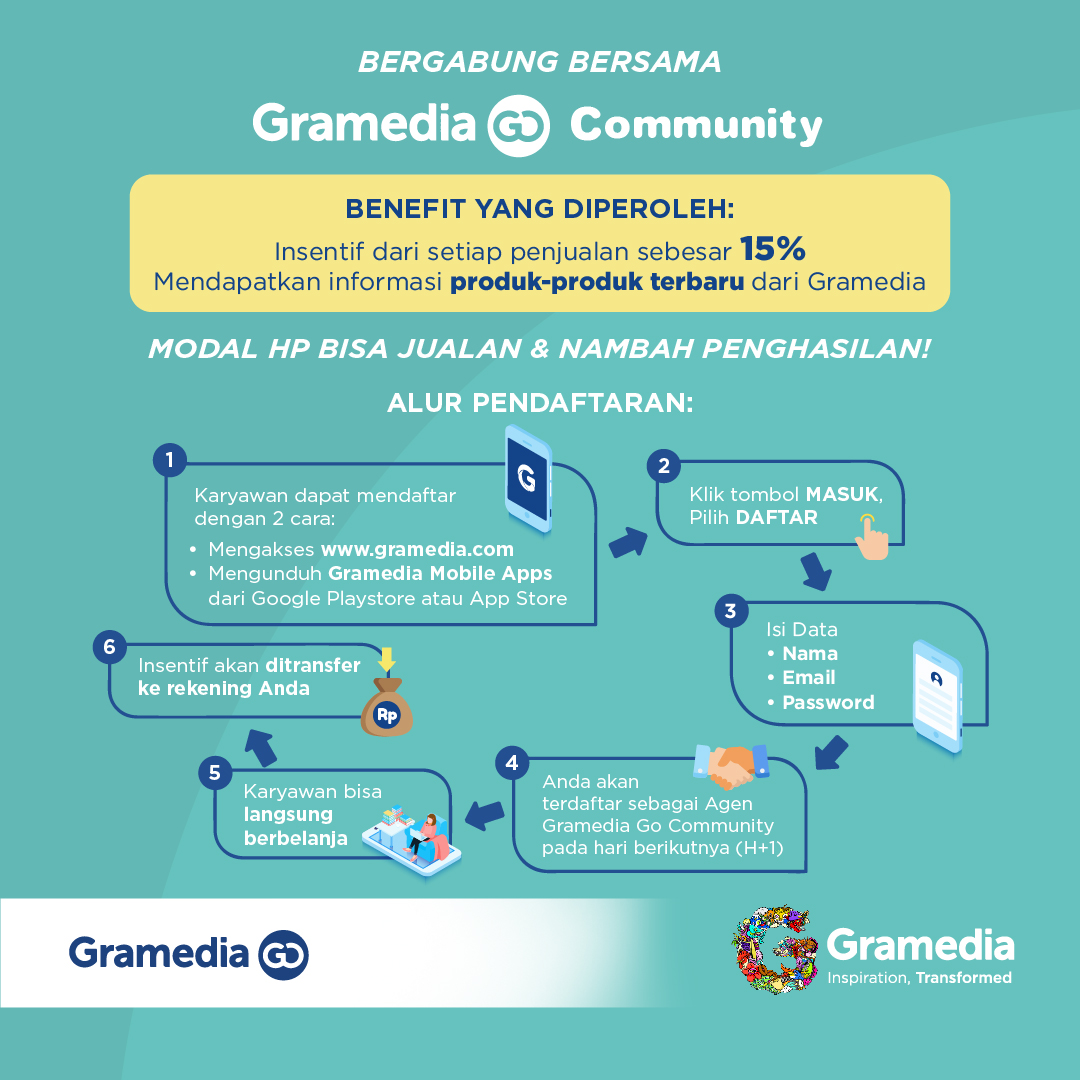 BERGABUNG BERSAMA
Gramedia GO Community
BENEFIT YANG DIPEROLEH:
Insentif dari setiap penjualan sebesar 15%
Mendapatkan informasi produk-produk terbaru dari Gramedia
MODAL HP BISA JUALAN & NAMBAH PENGHASILAN!
ALUR PENDAFTARAN:
1
G
Karyawan dapat mendaftar
dengan 2 cara:
• Mengakses www.gramedia.com
• Mengunduh Gramedia Mobile Apps
dari Google Playstore atau App Store
2
Klik tombol MASUK,
Pilih DAFTAR
3
Isi Data
• Nama
• Email
• Password
4
Anda akan
terdaftar sebagai Agen
Gramedia Go Community
pada hari berikutnya (H+1)
5
Karyawan bisa
langsung
berbelanja
6
Insentif akan ditransfer
ke rekening Anda
Rp
Gramedia GO
G Gramedia
Inspiration, Transformed